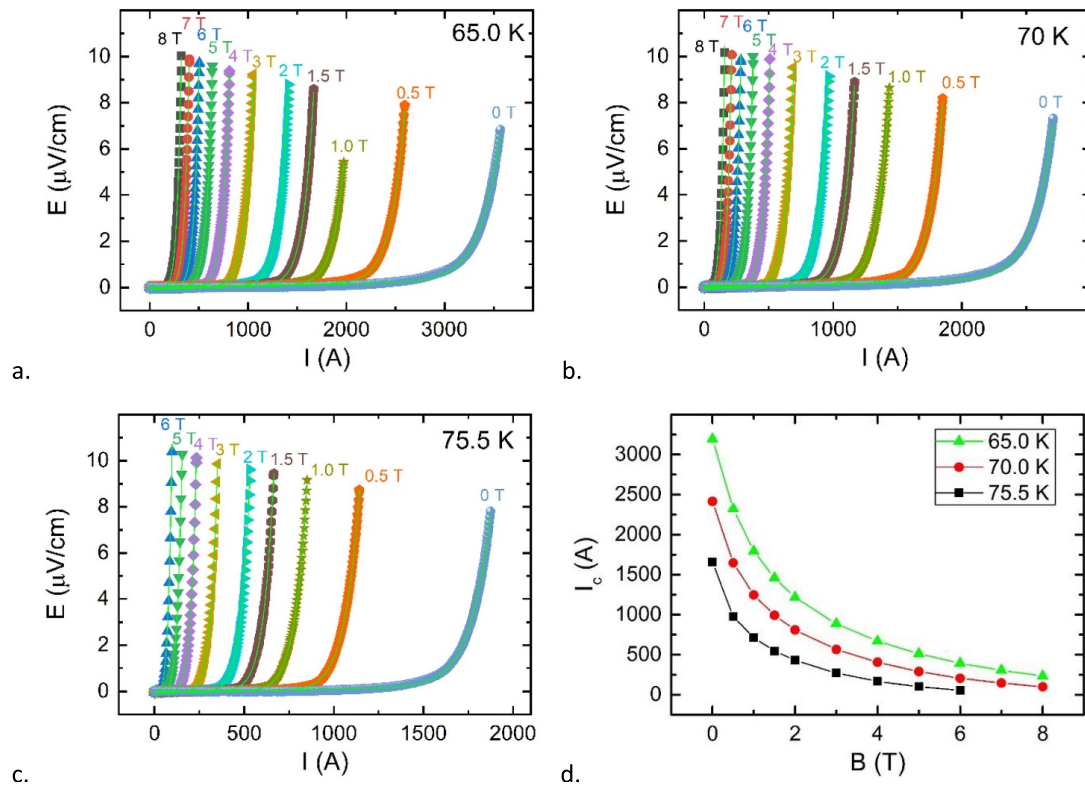 65.0 K
8 T
7 T
6 T
5 T
4 T
3 T
2 T
1.5 T
1.0 T
0.5 T
0 T
10
8
6
4
2
0
E (μV/cm)
0 1000 2000 3000
I (A)
a.
70 K
8 T
7 T
6 T
5 T
4 T
3 T
2 T
1.5 T
1.0 T
0.5 T
0 T
10
8
6
4
2
0
E (μV/cm)
0 1000 2000
I (A)
b.
75.5 K
6 T
5 T
4 T
3 T
2 T
1.5 T
1.0 T
0.5 T
0 T
10
8
6
4
2
0
E (μV/cm)
0 500 1000 1500 2000
I (A)
c.
65.0 K
70.0 K
75.5 K
3000
2500
2000
1500
1000
500
0
I_c (A)
0 2 4 6 8
B (T)
d.